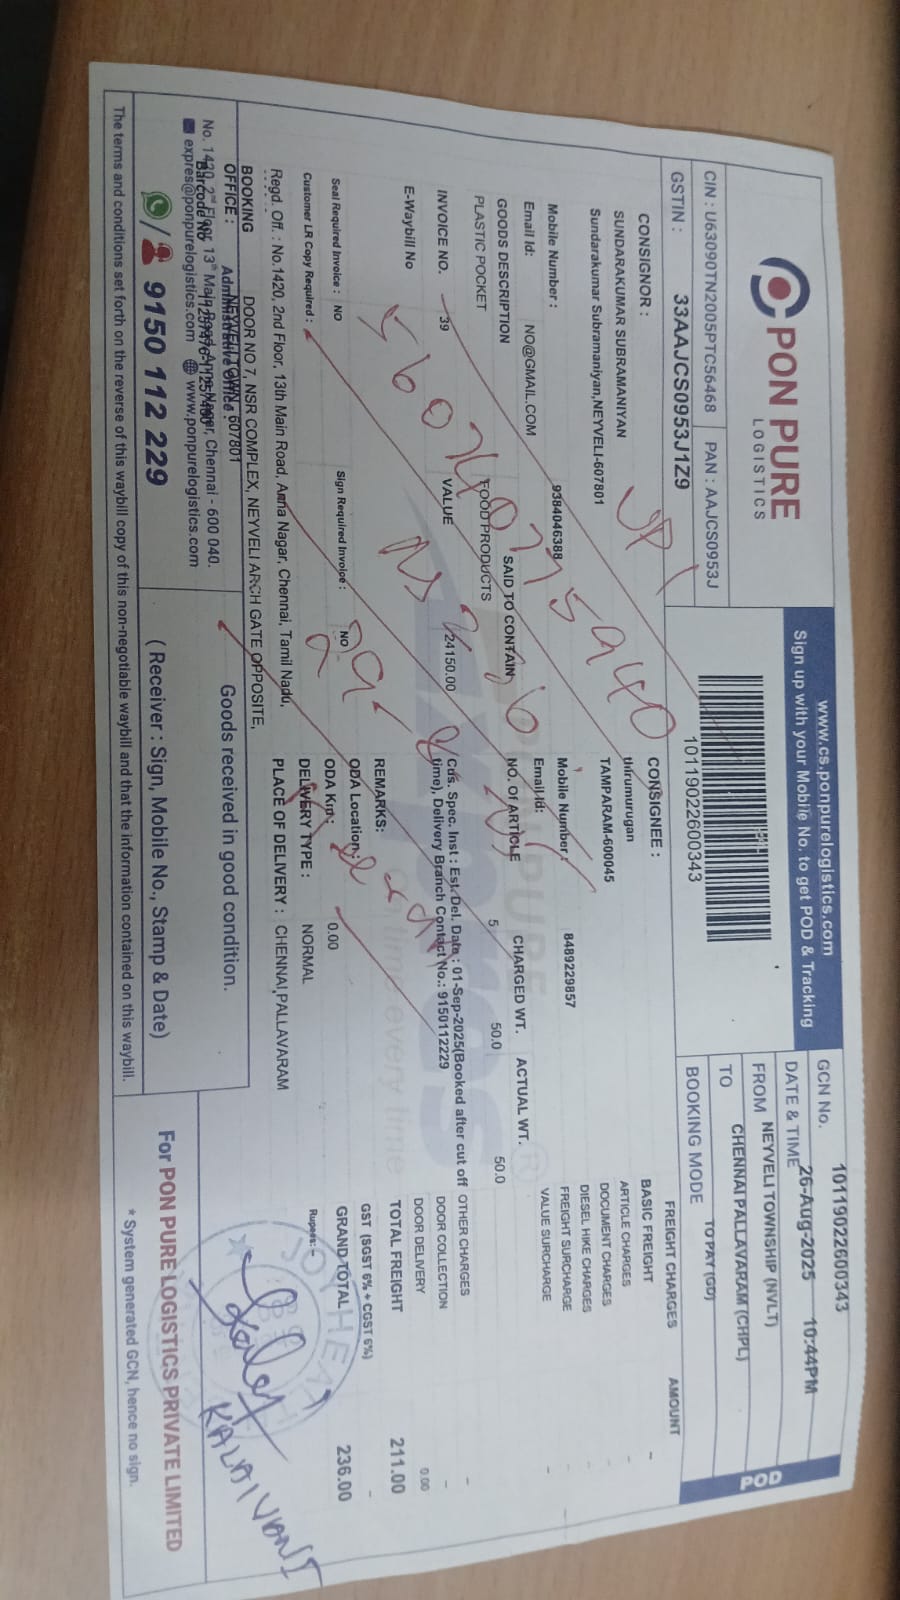 PON PURE
LOGISTICS
CIN : U63090TN2005PTC56468 PAN : AAJCS0953J
GSTIN : 33AAJCS0953J1Z9
www.cs.ponpurelogistics.com
Sign up with your Mobile No. to get POD & Tracking
10119022600343
GCN No. 10119022600343
DATE & TIME 26-Aug-2025 10:44PM
FROM NEYVELI TOWNSHIP (NVLT)
TO CHENNAI PALLAVARAM (CHPL)
BOOKING MODE TO PAY (GD)
POD
CONSIGNOR :
SUNDARAKUMAR SUBRAMANIYAN
Sundarakumar Subramaniyan,NEYVELI-607801
Mobile Number : 9384046388
Email Id: NO@GMAIL.COM
CONSIGNEE :
thirumurugan
TAMPARAM-600045
Mobile Number : 8489229857
Email Id:
GOODS DESCRIPTION SAID TO CONTAIN NO. Of ARTICLE CHARGED WT. ACTUAL WT.
PLASTIC POCKET FOOD PRODUCTS 5 50.0 50.0
INVOICE NO. 39 VALUE 24150.00
E-Waybill No
Cds. Spec. Inst : Est. Del. Data : 01-Sep-2025(Booked after cut off
time), Delivery Branch Contact No.: 9150112229
REMARKS:
ODA Location :
ODA Km : 0.00
DELIVERY TYPE : NORMAL
PLACE OF DELIVERY : CHENNAI PALLAVARAM
Seal Required Invoice : NO Sign Required Invoice : NO
Customer LR Copy Required :
Regd. Off. : No.1420, 2nd Floor, 13th Main Road, Anna Nagar, Chennai, Tamil Nadu,
BOOKING OFFICE : DOOR NO 7, NSR COMPLEX, NEYVELI ARCH GATE OPPOSITE,
NEYVELI TOWN, 607801
Administrative Office :
No. 1420, 2nd Floor, 13th Main Road, Anna Nagar, Chennai - 600 040.
Barcode No
expres@ponpurelogistics.com www.ponpurelogistics.com
9150 112 229
FREIGHT CHARGES AMOUNT
BASIC FREIGHT -
ARTICLE CHARGES -
DOCUMENT CHARGES -
DIESEL HIKE CHARGES -
FREIGHT SURCHARGE -
VALUE SURCHARGE -
OTHER CHARGES -
DOOR COLLECTION -
DOOR DELIVERY 0.00
TOTAL FREIGHT 211.00
GST (SGST 6% + CGST 6%) -
GRAND TOTAL 236.00
Rupees: -
Goods received in good condition.
( Receiver : Sign, Mobile No., Stamp & Date)
KALAIVANI
For PON PURE LOGISTICS PRIVATE LIMITED
* System generated GCN, hence no sign.
The terms and conditions set forth on the reverse of this waybill copy of this non-negotiable waybill and that the information contained on this waybill.